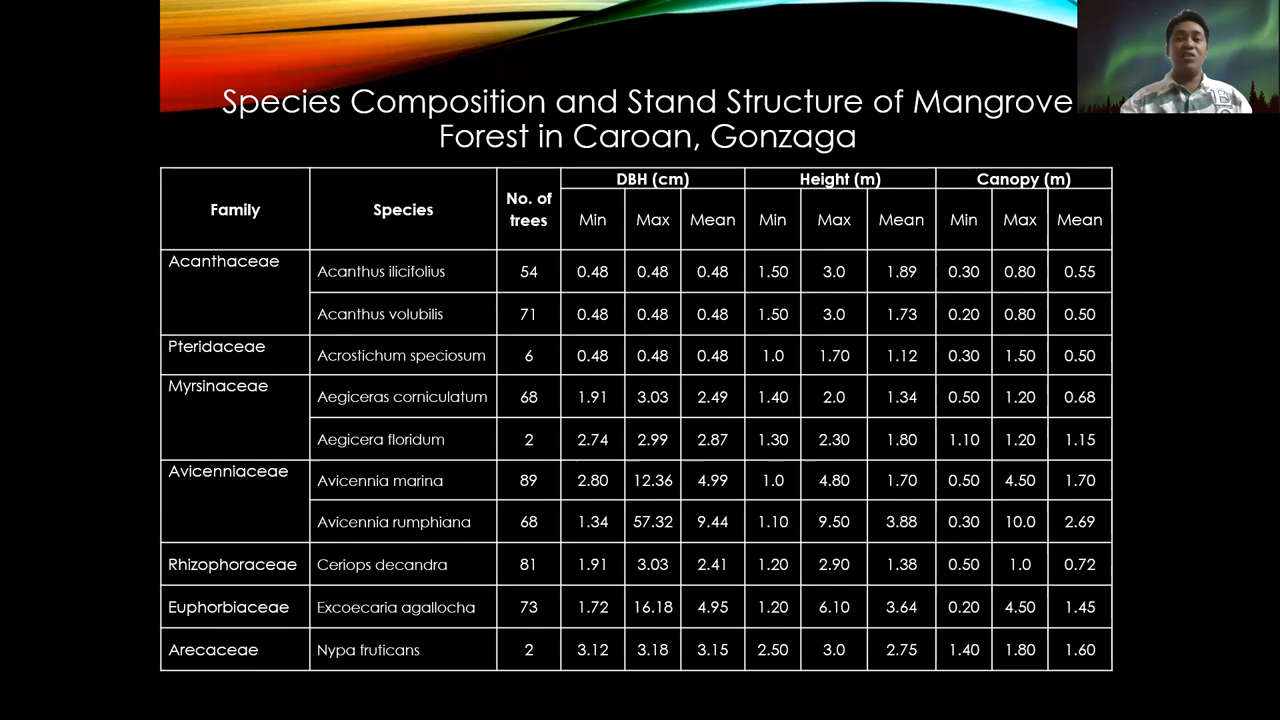 Species Composition and Stand Structure of Mangrove
Forest in Caroan, Gonzaga
Family Species No. of trees DBH (cm) Height (m) Canopy (m)
Min Max Mean Min Max Mean Min Max Mean
Acanthaceae Acanthus ilicifolius 54 0.48 0.48 0.48 1.50 3.0 1.89 0.30 0.80 0.55
Acanthus volubilis 71 0.48 0.48 0.48 1.50 3.0 1.73 0.20 0.80 0.50
Pteridaceae Acrostichum speciosum 6 0.48 0.48 0.48 1.0 1.70 1.12 0.30 1.50 0.50
Myrsinaceae Aegiceras corniculatum 68 1.91 3.03 2.49 1.40 2.0 1.34 0.50 1.20 0.68
Aegicera floridum 2 2.74 2.99 2.87 1.30 2.30 1.80 1.10 1.20 1.15
Avicenniaceae Avicennia marina 89 2.80 12.36 4.99 1.0 4.80 1.70 0.50 4.50 1.70
Avicennia rumphiana 68 1.34 57.32 9.44 1.10 9.50 3.88 0.30 10.0 2.69
Rhizophoraceae Ceriops decandra 81 1.91 3.03 2.41 1.20 2.90 1.38 0.50 1.0 0.72
Euphorbiaceae Excoecaria agallocha 73 1.72 16.18 4.95 1.20 6.10 3.64 0.20 4.50 1.45
Arecaceae Nypa fruticans 2 3.12 3.18 3.15 2.50 3.0 2.75 1.40 1.80 1.60